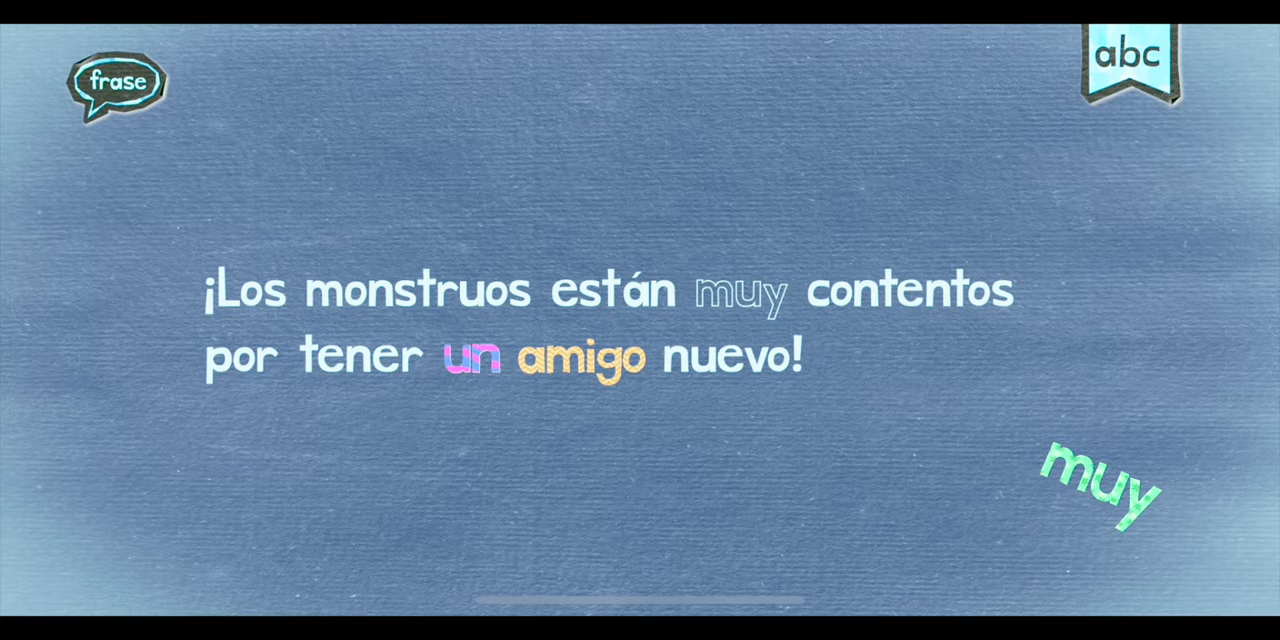 frase
abc
¡Los monstruos están muy contentos
por tener un amigo nuevo!
muy